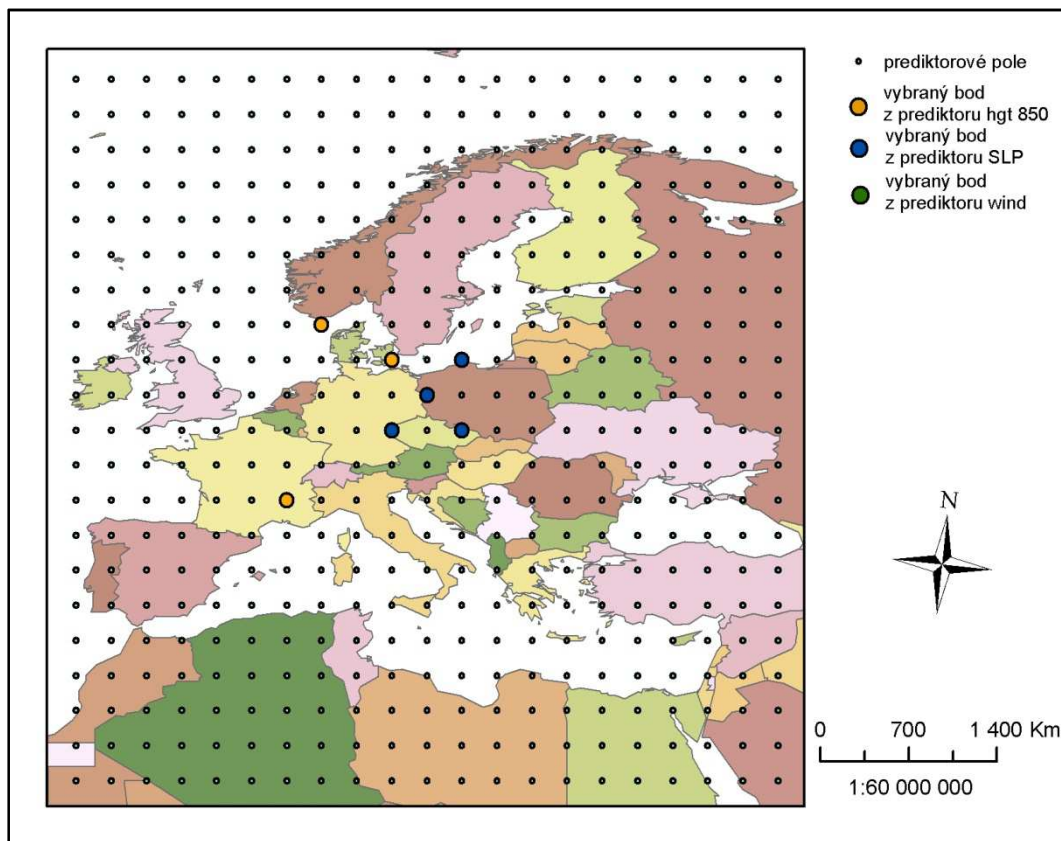 prediktorové pole
vybraný bod
z prediktoru hgt 850
vybraný bod
z prediktoru SLP
vybraný bod
z prediktoru wind
N
0 700 1 400 Km
1:60 000 000